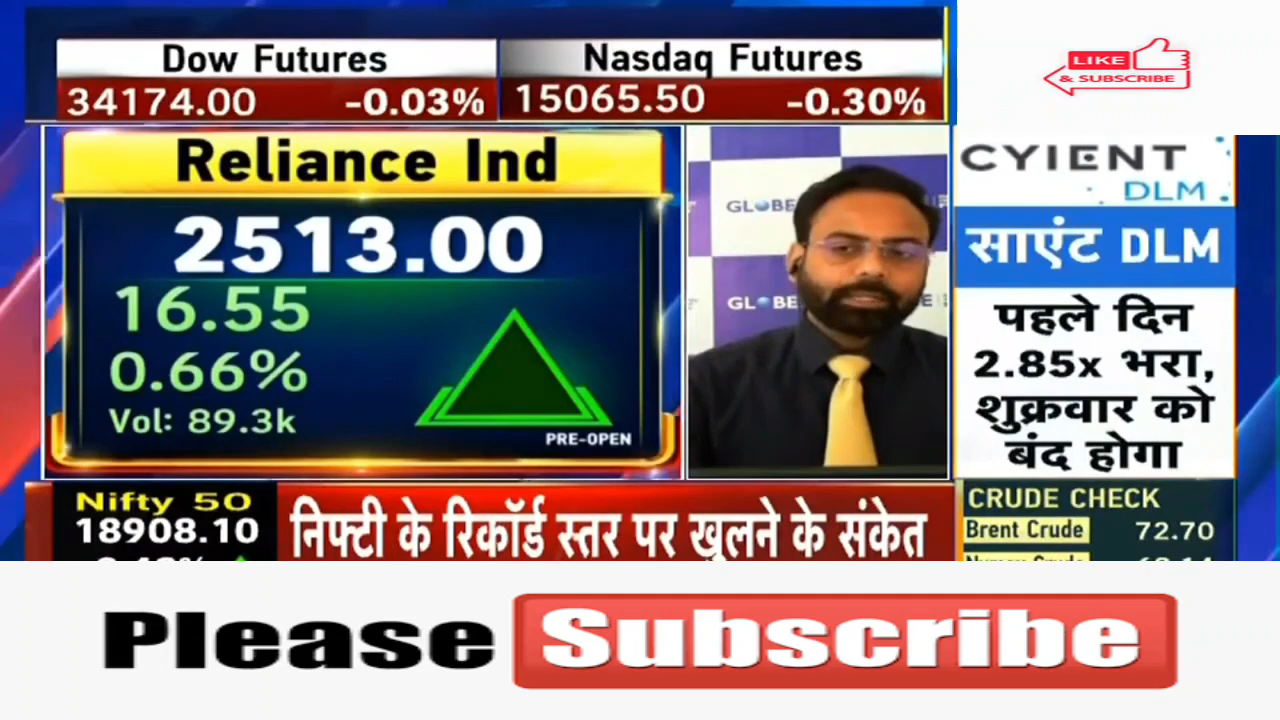 Dow Futures
34174.00 -0.03%
Nasdaq Futures
15065.50 -0.30%
LIKE
& SUBSCRIBE
Reliance Ind
2513.00
16.55
0.66%
Vol: 89.3k
PRE-OPEN
CYIENT
DLM
साएंट DLM
पहले दिन
2.85x भरा,
शुक्रवार को
बंद होगा
Nifty 50
18908.10
निफ्टी के रिकॉर्ड स्तर पर खुलने के संकेत
CRUDE CHECK
Brent Crude 72.70
Please Subscribe